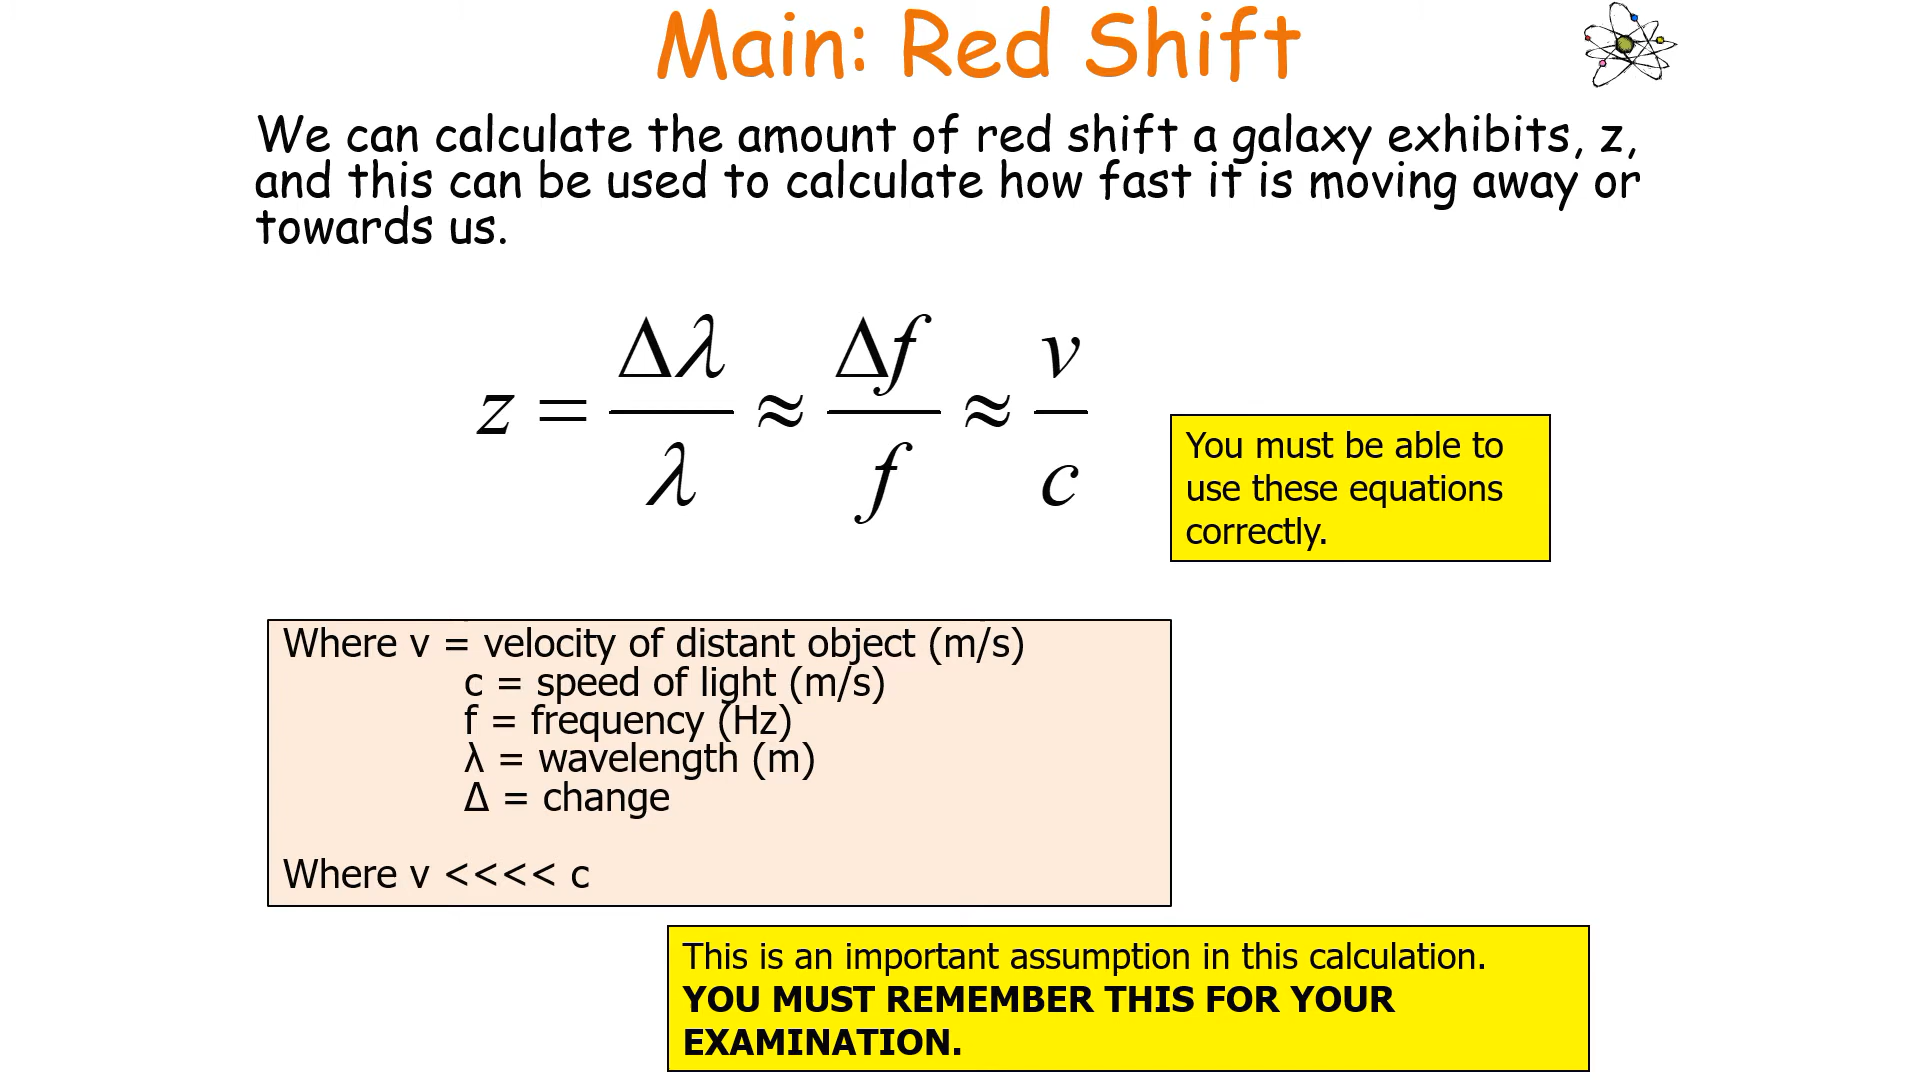 Main: Red Shift
We can calculate the amount of red shift a galaxy exhibits, z,
and this can be used to calculate how fast it is moving away or
towards us.
z = Δλ/λ ≈ Δf/f ≈ v/c
You must be able to
use these equations
correctly.
Where v = velocity of distant object (m/s)
c = speed of light (m/s)
f = frequency (Hz)
λ = wavelength (m)
Δ = change
Where v <<<< c
This is an important assumption in this calculation.
YOU MUST REMEMBER THIS FOR YOUR
EXAMINATION.